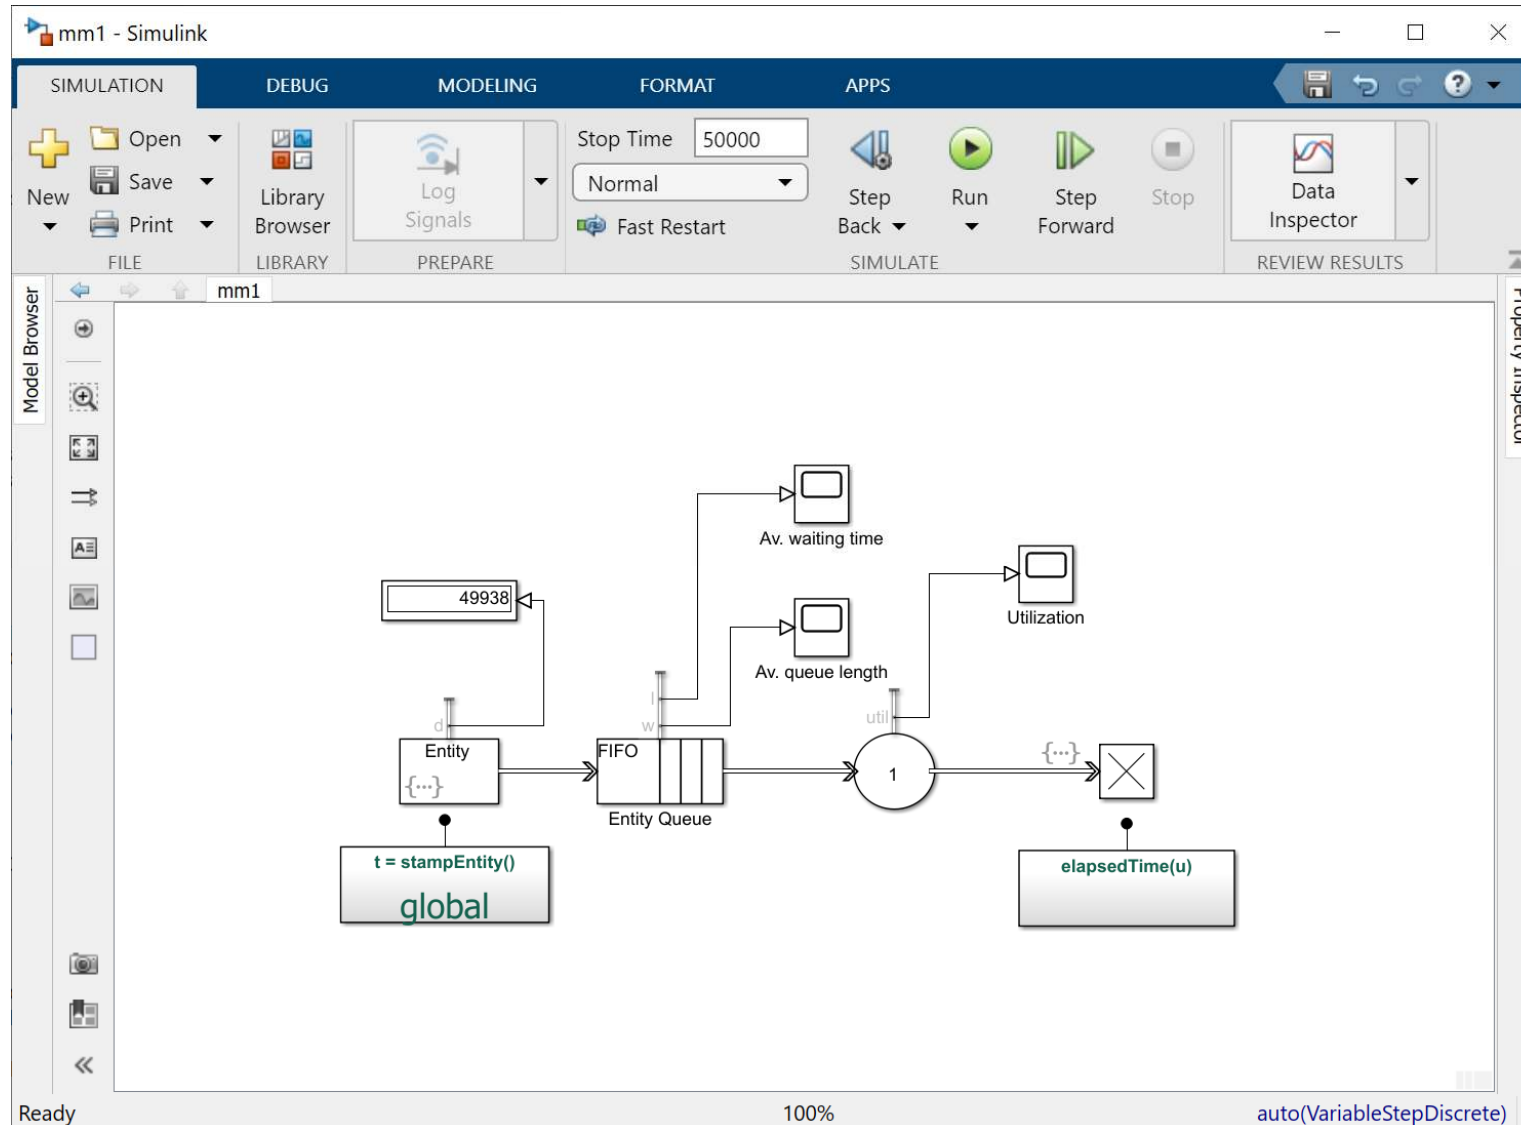 mm1 - Simulink
SIMULATION DEBUG MODELING FORMAT APPS
New
Open
Save
Print
FILE
Library
Browser
LIBRARY
Log
Signals
PREPARE
Stop Time 50000
Normal
Fast Restart
Step
Back
Run
Step
Forward
Stop
SIMULATE
Data
Inspector
REVIEW RESULTS
Model Browser
mm1
Property Inspector
Av. waiting time
49938
Av. queue length
Utilization
d
l
w
util
Entity
{...}
FIFO
Entity Queue
1
{...}
t = stampEntity()
global
elapsedTime(u)
Ready
100%
auto(VariableStepDiscrete)